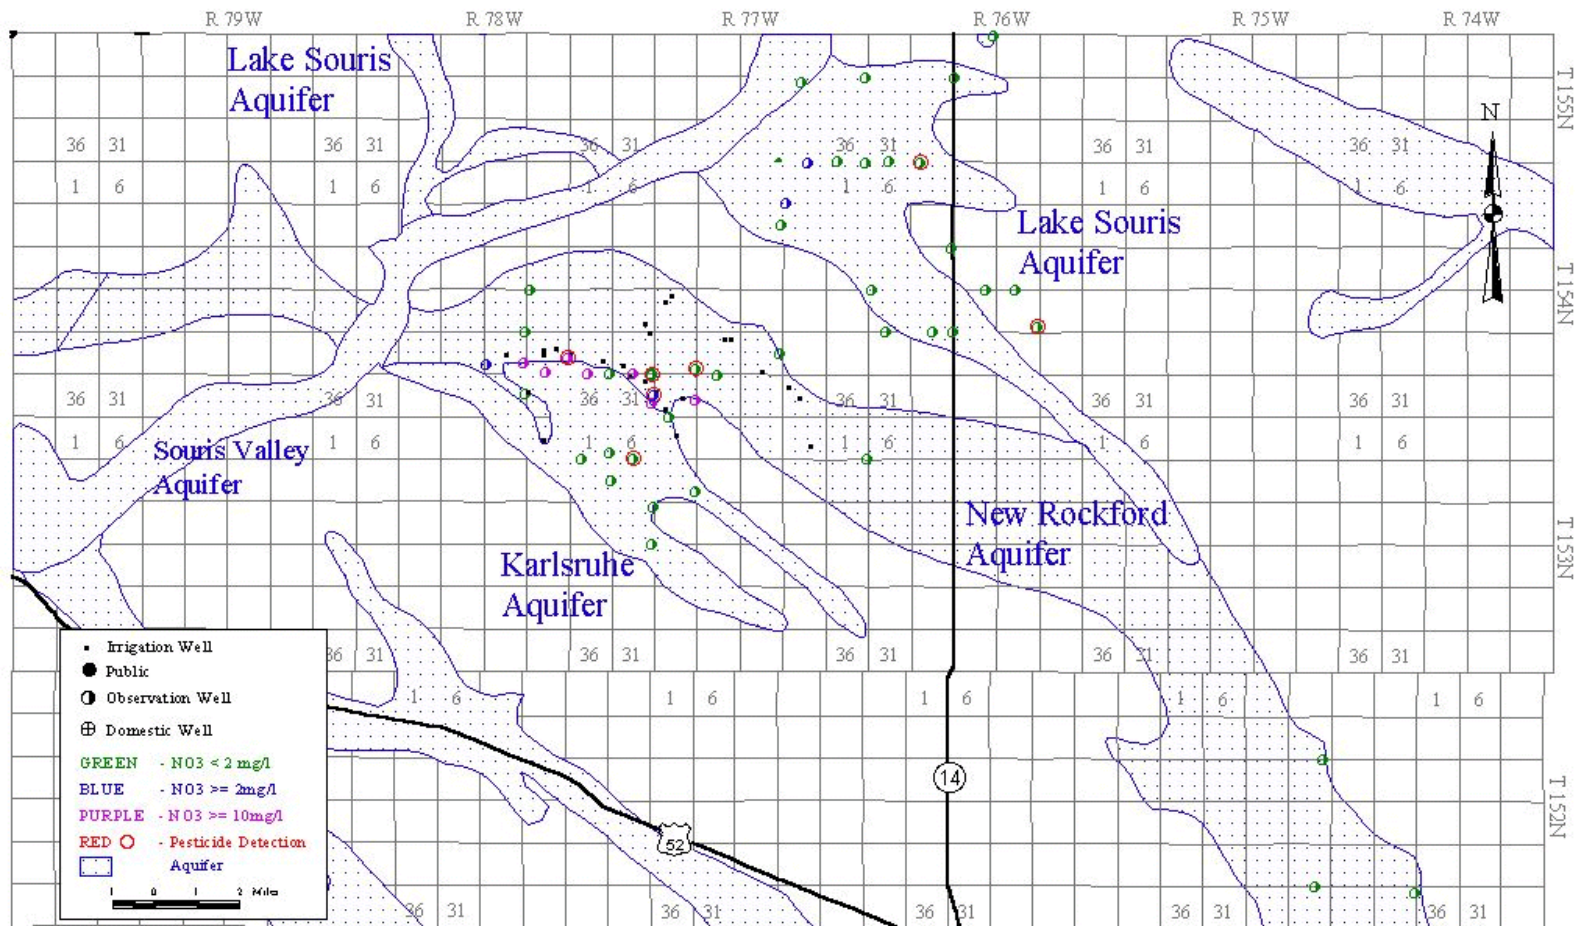 R 79W R 78W R 77W R 76W R 75W R 74W
Lake Souris
Aquifer
T 155N
N
36 31 36 31 36 31 36 31 36 31 36 31
1 6 1 6 1 6 1 6 1 6 1 6
Lake Souris
Aquifer
T 154N
36 31 36 31 36 31 36 31 36 31 36 31
1 6 1 6 1 6 1 6 1 6 1 6
Souris Valley
Aquifer
New Rockford
Aquifer
T 153N
Karlsruhe
Aquifer
36 31 36 31 36 31 36 31 36 31
1 6 1 6 1 6 1 6 1 6
14
T 152N
52
36 31 36 31 36 31 36 31 36 31
Irrigation Well
Public
Observation Well
Domestic Well
GREEN - NO3 < 2 mg/l
BLUE - NO3 >= 2mg/l
PURPLE - NO3 >= 10mg/l
RED - Pesticide Detection
Aquifer
1 0 1 2 Miles